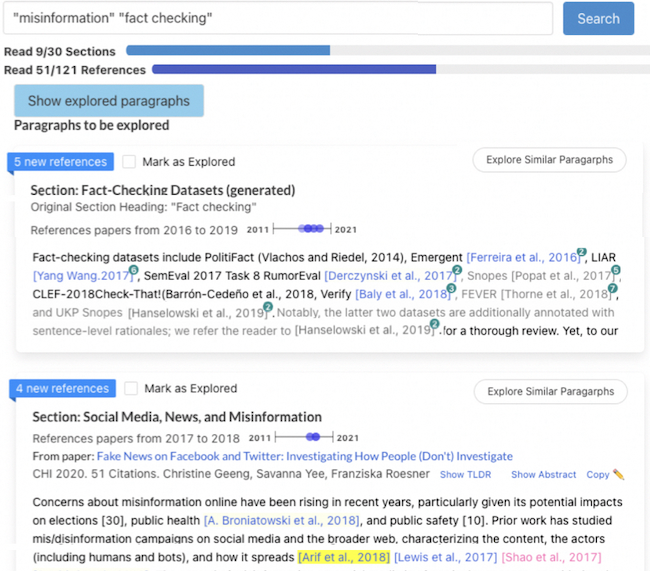 "misinformation" "fact checking"
Search
Read 9/30 Sections
Read 51/121 References
Show explored paragraphs
Paragraphs to be explored
5 new references
Mark as Explored
Explore Similar Paragarphs
Section: Fact-Checking Datasets (generated)
Original Section Heading: "Fact checking"
References papers from 2016 to 2019 2011 2021
Fact-checking datasets include PolitiFact (Vlachos and Riedel, 2014), Emergent [Ferreira et al., 2016]2, LIAR
[Yang Wang.2017]6, SemEval 2017 Task 8 RumorEval [Derczynski et al., 2017]2, Snopes [Popat et al., 2017]5,
CLEF-2018Check-That!(Barrón-Cedeño et al., 2018, Verify [Baly et al., 2018]3, FEVER [Thorne et al., 2018]7,
and UKP Snopes [Hanselowski et al., 2019]2. Notably, the latter two datasets are additionally annotated with
sentence-level rationales; we refer the reader to [Hanselowski et al., 2019]2. for a thorough review. Yet, to our
4 new references
Mark as Explored
Explore Similar Paragarphs
Section: Social Media, News, and Misinformation
References papers from 2017 to 2018 2011 2021
From paper: Fake News on Facebook and Twitter: Investigating How People (Don't) Investigate
CHI 2020. 51 Citations. Christine Geeng, Savanna Yee, Franziska Roesner Show TLDR Show Abstract Copy
Concerns about misinformation online have been rising in recent years, particularly given its potential impacts
on elections [30], public health [A. Broniatowski et al., 2018], and public safety [10]. Prior work has studied
mis/disinformation campaigns on social media and the broader web, characterizing the content, the actors
(including humans and bots), and how it spreads [Arif et al., 2018] [Lewis et al., 2017] [Shao et al., 2017]